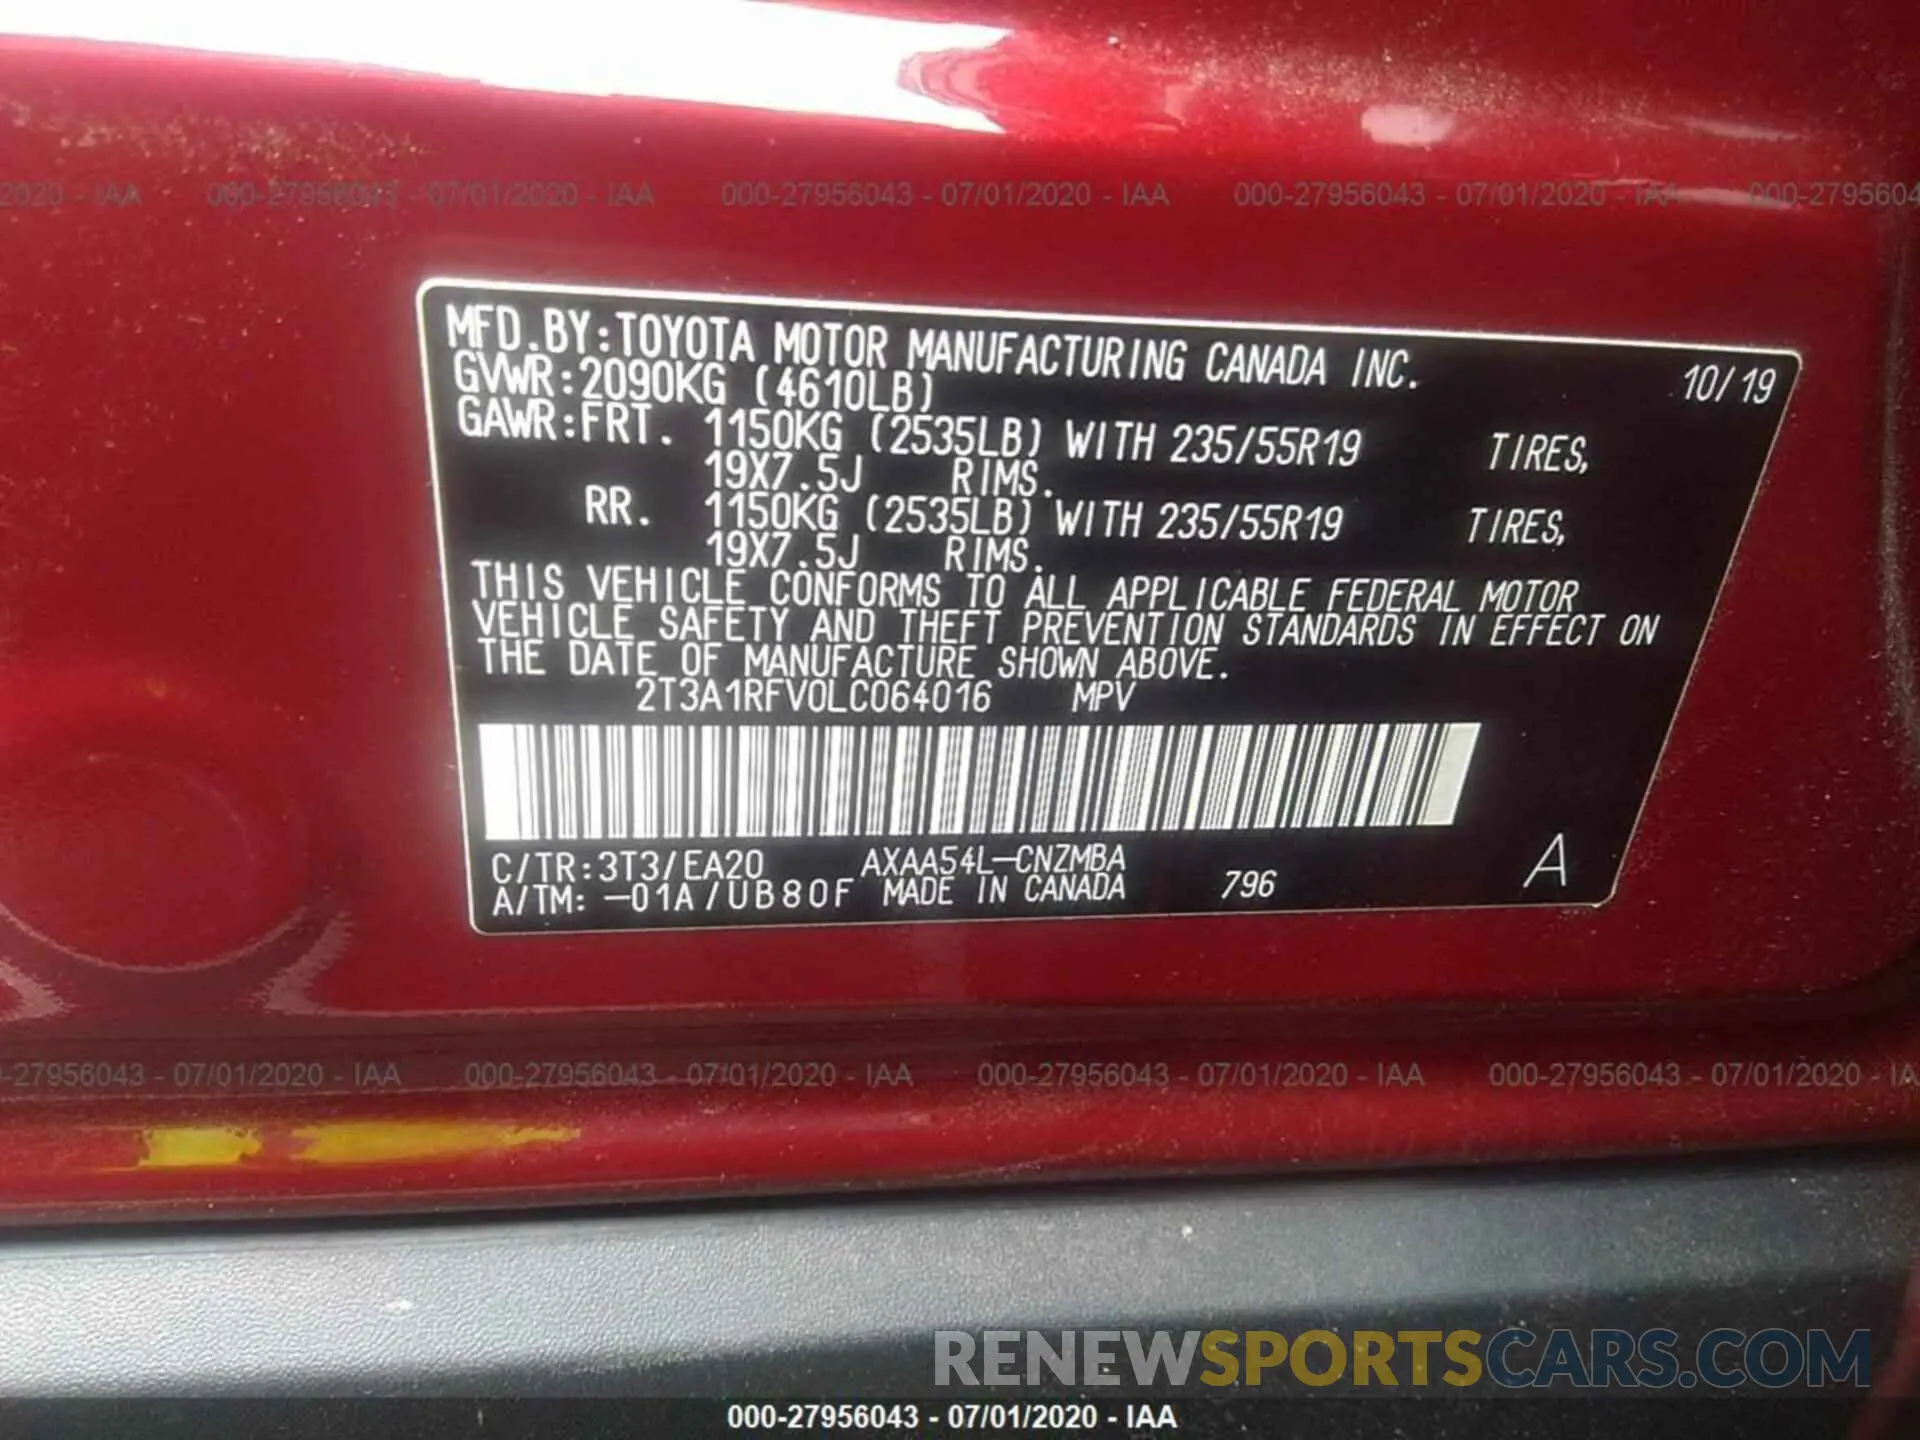 2020 - IAA 000-27956043 - 07/01/2020 - IAA 000-27956043 - 07/01/2020 - IAA 000-27956043 - 07/01/2020 - IAA 000-2795604
MFD.BY:TOYOTA MOTOR MANUFACTURING CANADA INC. 10/19
GVWR:2090KG (4610LB)
GAWR:FRT. 1150KG (2535LB) WITH 235/55R19 TIRES,
19X7.5J RIMS.
RR. 1150KG (2535LB) WITH 235/55R19 TIRES,
19X7.5J RIMS.
THIS VEHICLE CONFORMS TO ALL APPLICABLE FEDERAL MOTOR
VEHICLE SAFETY AND THEFT PREVENTION STANDARDS IN EFFECT ON
THE DATE OF MANUFACTURE SHOWN ABOVE.
2T3A1RFV0LC064016 MPV
C/TR:3T3/EA20 AXAA54L-CNZMBA
A/TM: -01A/UB80F MADE IN CANADA 796 A
-27956043 - 07/01/2020 - IAA 000-27956043 - 07/01/2020 - IAA 000-27956043 - 07/01/2020 - IAA 000-27956043 - 07/01/2020 - IA
RENEWSPORTSCARS.COM
000-27956043 - 07/01/2020 - IAA